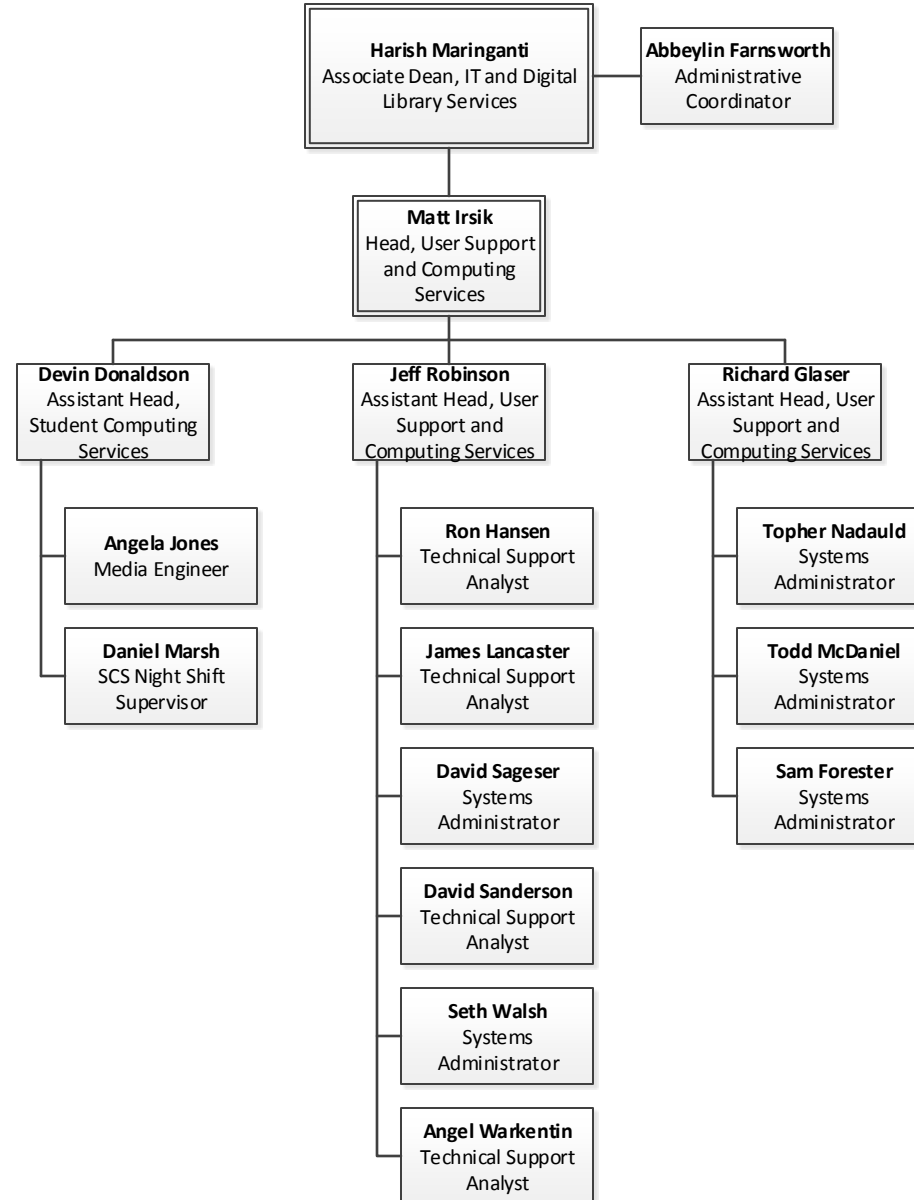 Harish Maringanti
Associate Dean, IT and Digital
Library Services
Abbeylin Farnsworth
Administrative
Coordinator
Matt Irsik
Head, User Support
and Computing
Services
Devin Donaldson
Assistant Head,
Student Computing
Services
Angela Jones
Media Engineer
Daniel Marsh
SCS Night Shift
Supervisor
Jeff Robinson
Assistant Head, User
Support and
Computing Services
Ron Hansen
Technical Support
Analyst
James Lancaster
Technical Support
Analyst
David Sageser
Systems
Administrator
David Sanderson
Technical Support
Analyst
Seth Walsh
Systems
Administrator
Angel Warkentin
Technical Support
Analyst
Richard Glaser
Assistant Head, User
Support and
Computing Services
Topher Nadauld
Systems
Administrator
Todd McDaniel
Systems
Administrator
Sam Forester
Systems
Administrator